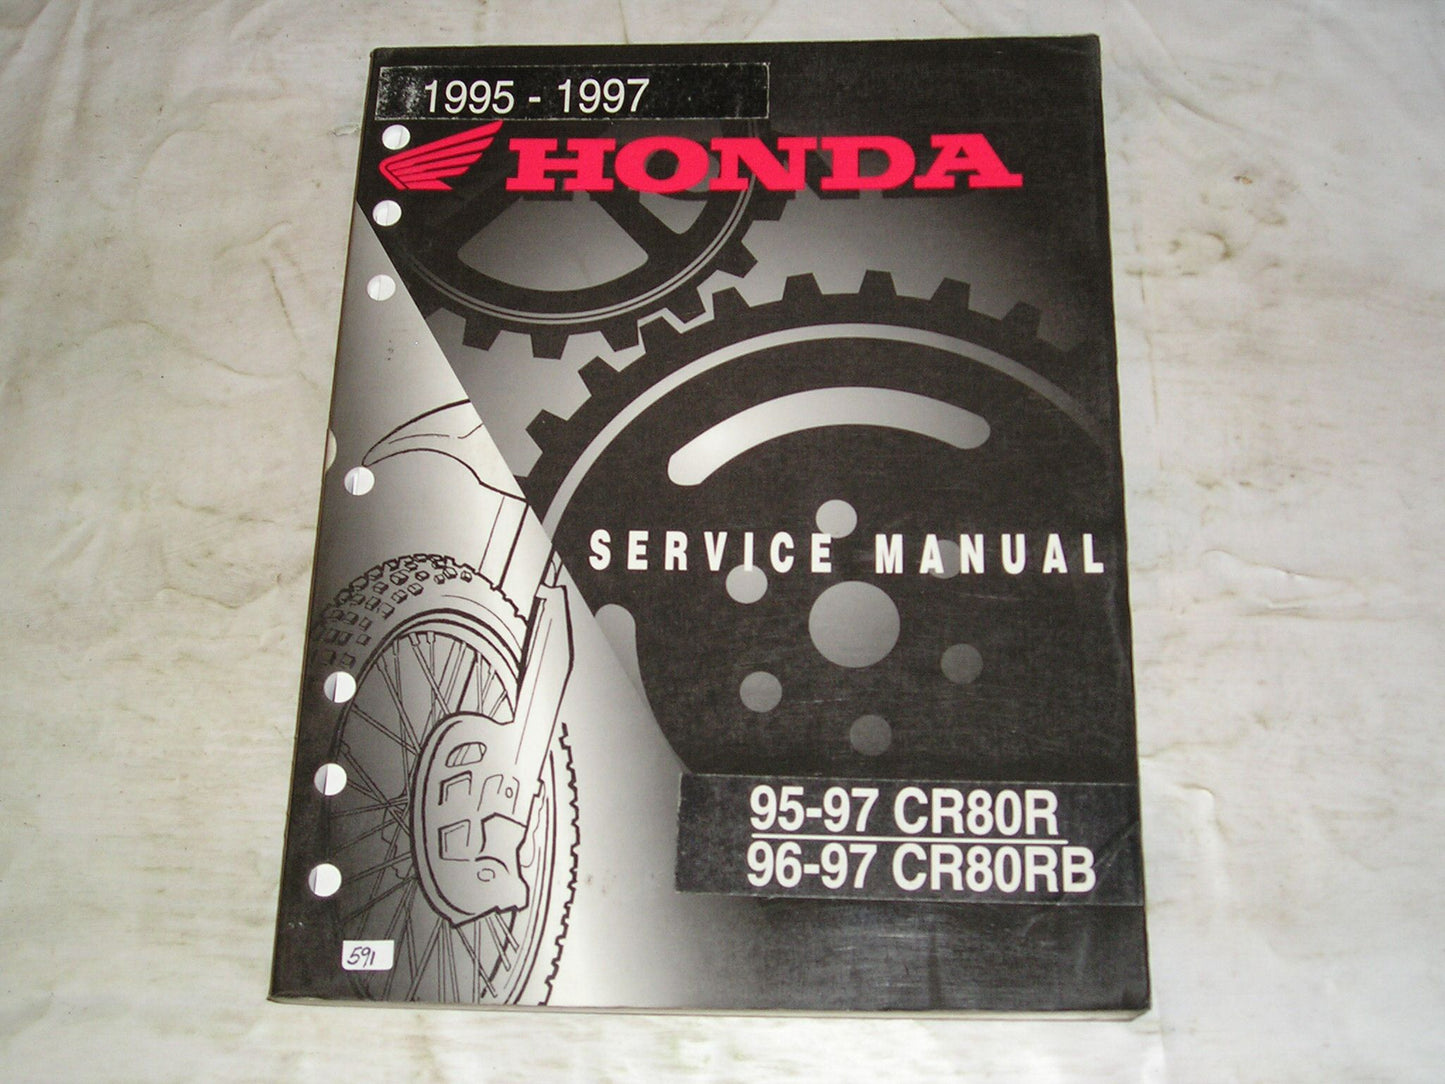 1995 - 1997
HONDA
SERVICE MANUAL
95-97 CR80R
96-97 CR80RB
591